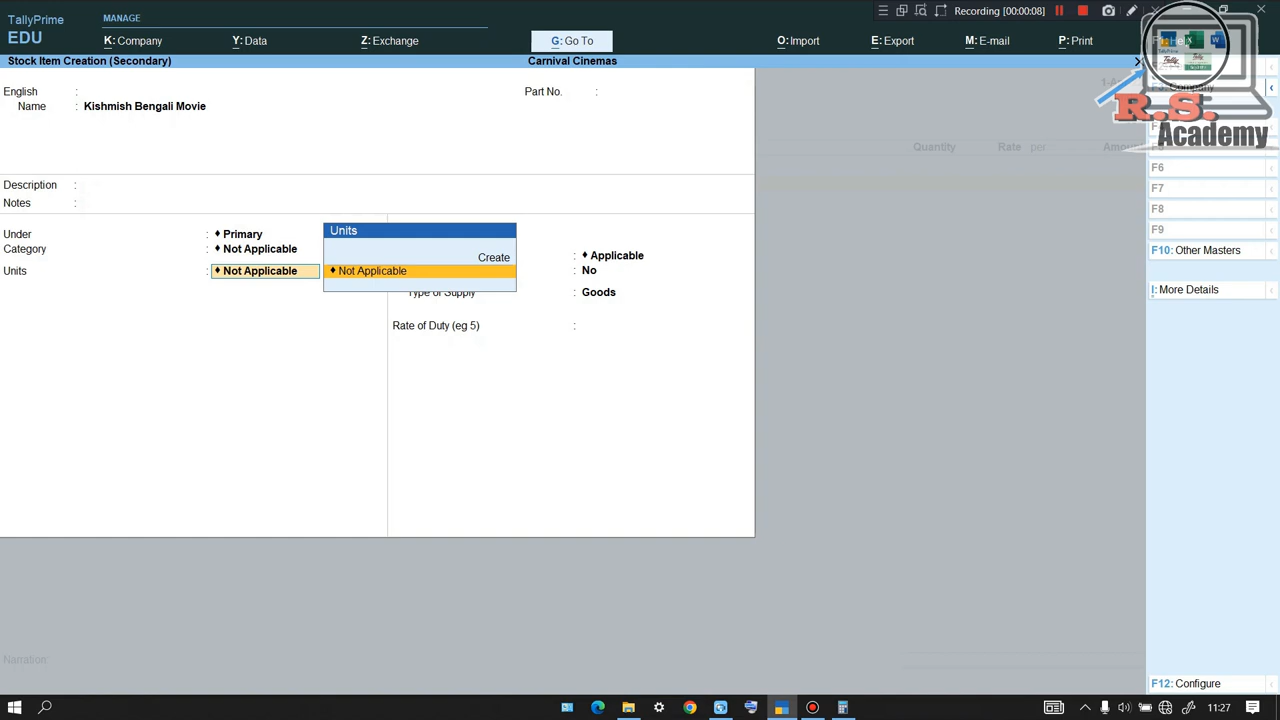 TallyPrime
EDU
MANAGE
K: Company
Y: Data
Z: Exchange
G: Go To
O: Import
E: Export
M: E-mail
P: Print
Recording [00:00:08]
Stock Item Creation (Secondary)
Carnival Cinemas
English :
Name : Kishmish Bengali Movie
Part No. :
R.S.
Academy
Quantity Rate per
Description :
Notes :
Under : ♦ Primary
Category : ♦ Not Applicable
Units : ♦ Not Applicable
Units
Create
♦ Not Applicable
: ♦ Applicable
: No
Type of Supply : Goods
Rate of Duty (eg 5) :
F6
F7
F8
F9
F10: Other Masters
I: More Details
Narration:
F12: Configure
11:27